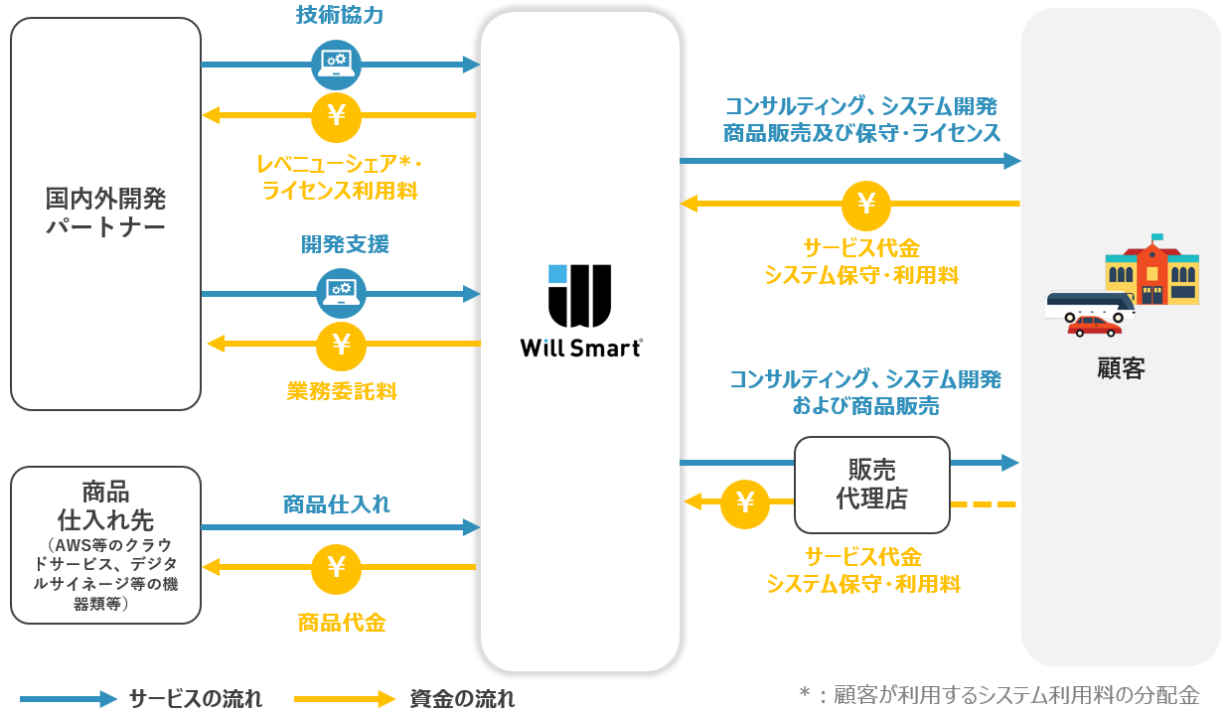 技術協力
¥
レベニューシェア*・
ライセンス利用料
国内外開発
パートナー
開発支援
¥
業務委託料
商品
仕入れ先
（AWS等のクラウ
ドサービス、デジタ
ルサイネージ等の機
器類等）
商品仕入れ
¥
商品代金
Will Smart
コンサルティング、システム開発
商品販売及び保守・ライセンス
¥
サービス代金
システム保守・利用料
顧客
コンサルティング、システム開発
および商品販売
販売
代理店
¥
サービス代金
システム保守・利用料
サービスの流れ
資金の流れ
*：顧客が利用するシステム利用料の分配金